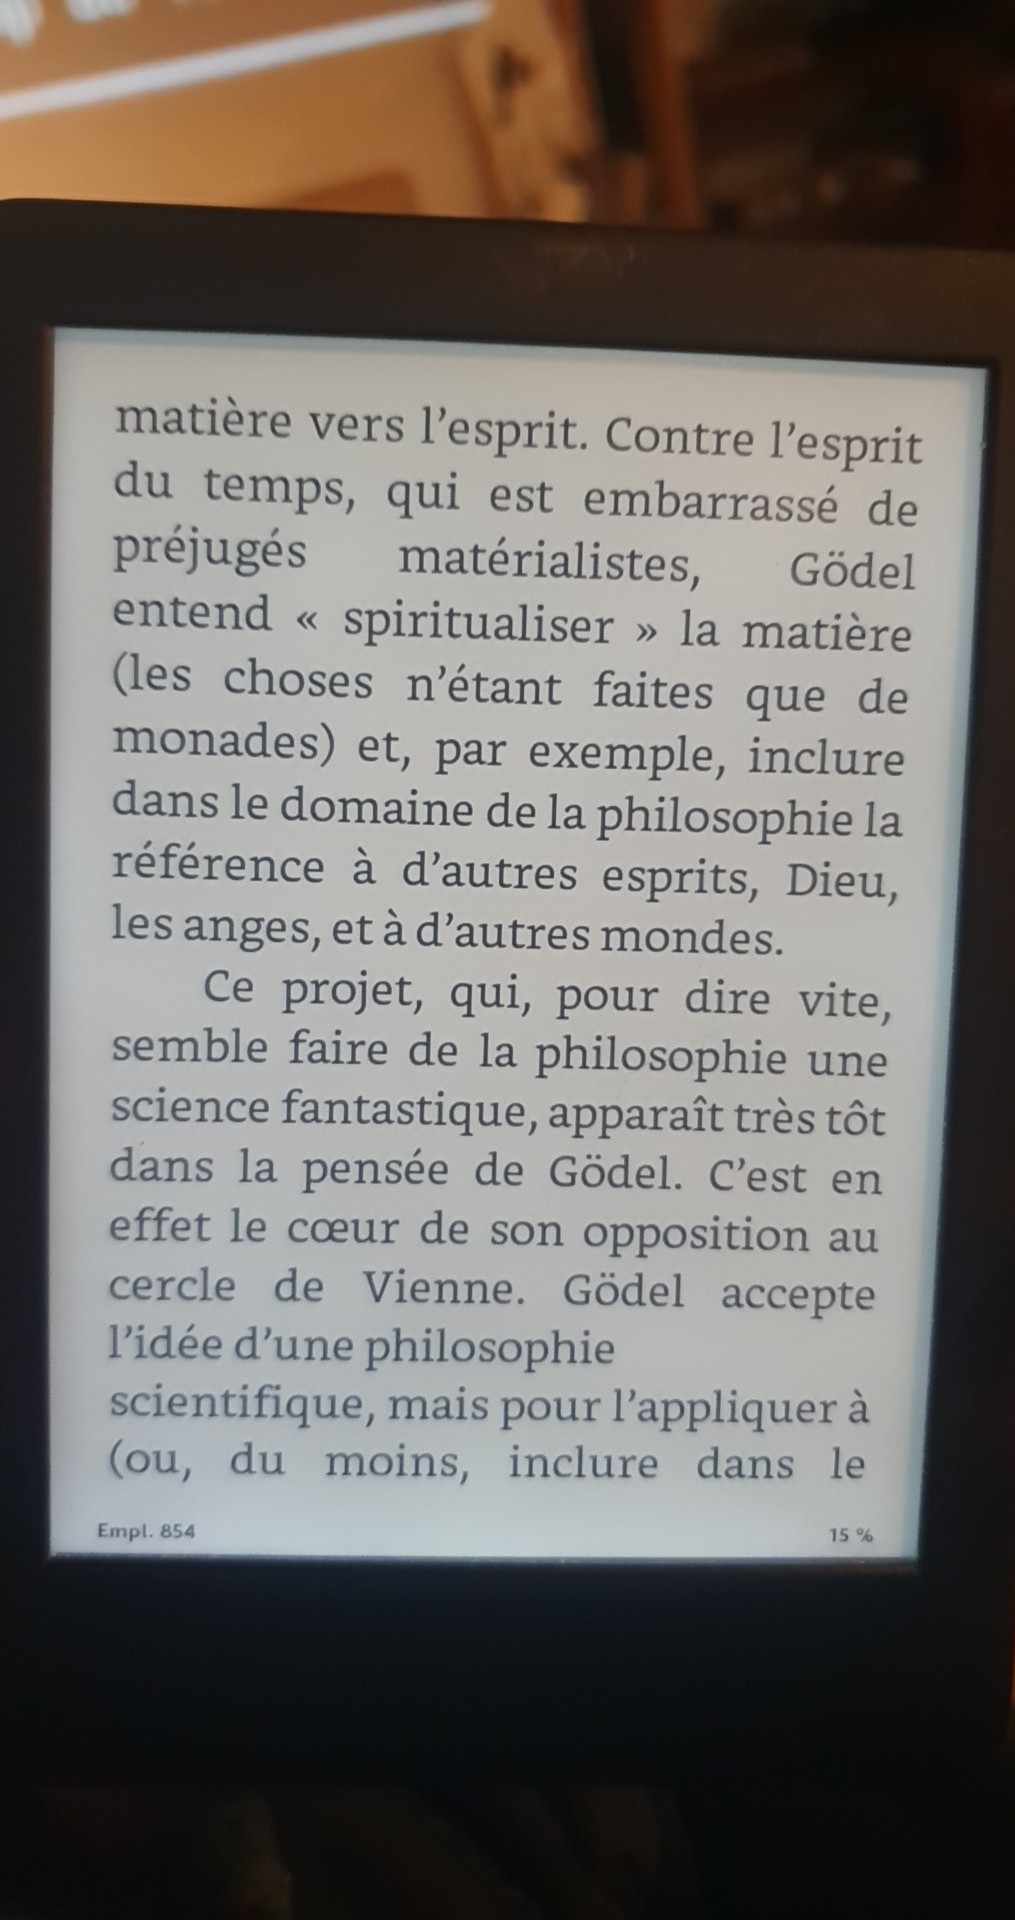 matière vers l’esprit. Contre l’esprit
du temps, qui est embarrassé de
préjugés matérialistes, Gödel
entend « spiritualiser » la matière
(les choses n’étant faites que de
monades) et, par exemple, inclure
dans le domaine de la philosophie la
référence à d’autres esprits, Dieu,
les anges, et à d’autres mondes.
Ce projet, qui, pour dire vite,
semble faire de la philosophie une
science fantastique, apparaît très tôt
dans la pensée de Gödel. C’est en
effet le cœur de son opposition au
cercle de Vienne. Gödel accepte
l’idée d’une philosophie
scientifique, mais pour l’appliquer à
(ou, du moins, inclure dans le
Empl. 854
15 %